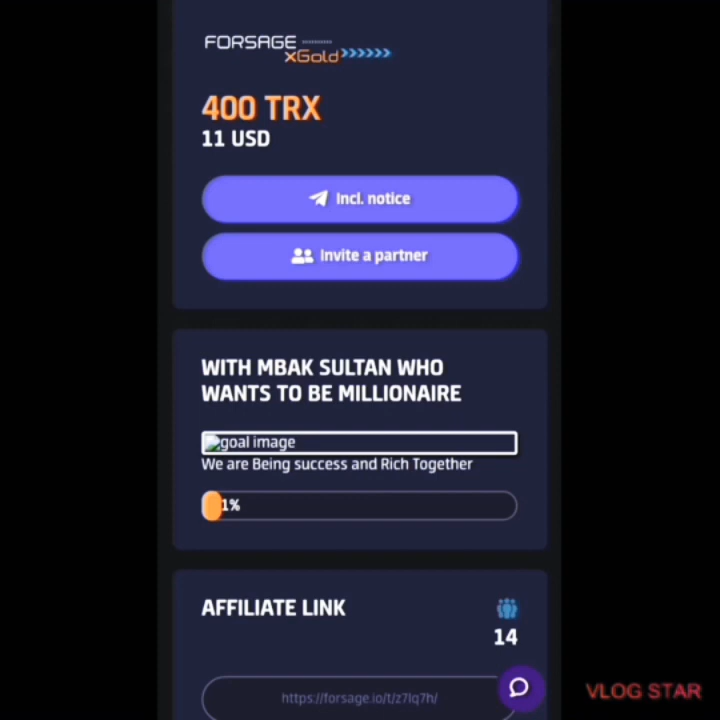 FORSAGE
xGold
400 TRX
11 USD
Incl. notice
Invite a partner
WITH MBAK SULTAN WHO
WANTS TO BE MILLIONAIRE
goal image
We are Being success and Rich Together
1%
AFFILIATE LINK
14
https://forsage.io/t/z7lq7h/
VLOG STAR